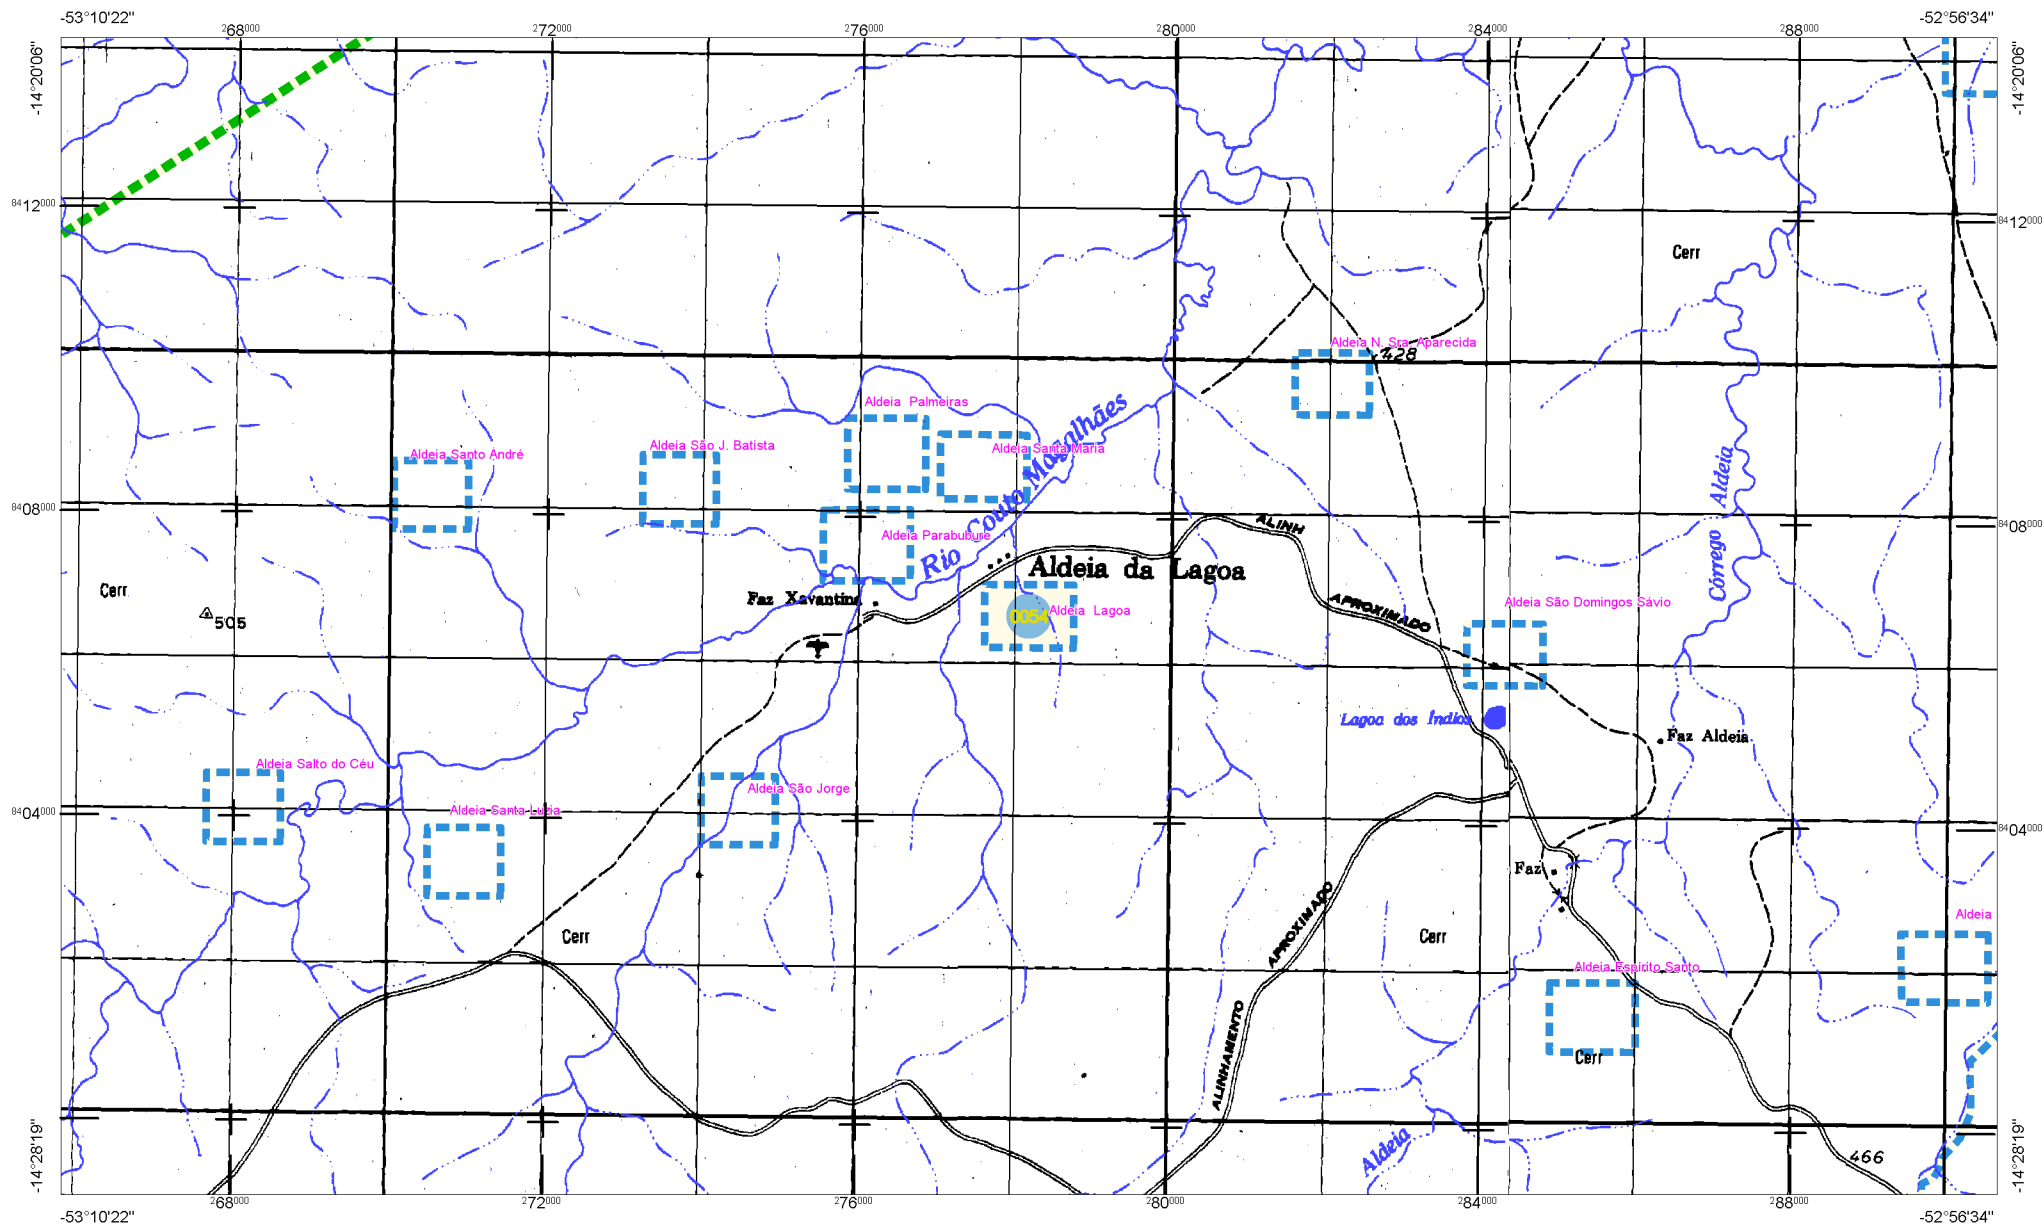 -53°10'22"
-52°56'34"
268000
272000
276000
280000
284000
288000
-14°20'06"
-14°20'06"
8412000
8412000
Cerr
Aldeia N. Sra. Aparecida
428
Aldeia Palmeiras
Aldeia Santo André
Aldeia São J. Batista
Aldeia Santa Maria
Rio Couto Magalhães
Córrego Aldeia
8408000
8408000
ALINH
Aldeia Parabubure
Aldeia da Lagoa
Cerr
Faz Xavantina
505
0054
Aldeia Lagoa
APROXIMADO
Aldeia São Domingos Sávio
Lagoa dos Índios
Faz Aldeia
Aldeia Salto do Céu
Aldeia São Jorge
Aldeia Santa Luzia
8404000
8404000
Faz
APROXIMADO
Cerr
Cerr
Aldeia
Aldeia Espírito Santo
ALINHAMENTO
Cerr
Aldeia
466
-14°28'19"
-14°28'19"
268000
272000
276000
280000
284000
288000
-53°10'22"
-52°56'34"